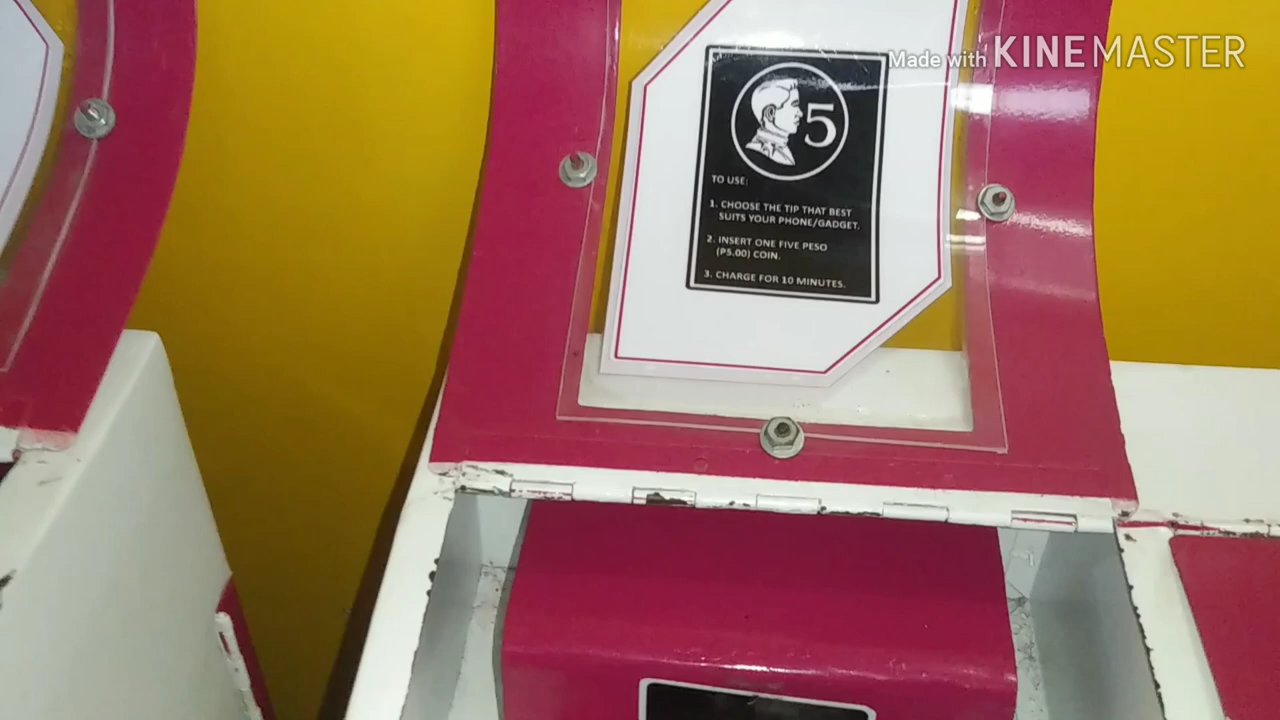 Made with KINEMASTER
5
TO USE:
1. CHOOSE THE TIP THAT BEST
SUITS YOUR PHONE/GADGET.
2. INSERT ONE FIVE PESO
(P5.00) COIN.
3. CHARGE FOR 10 MINUTES.